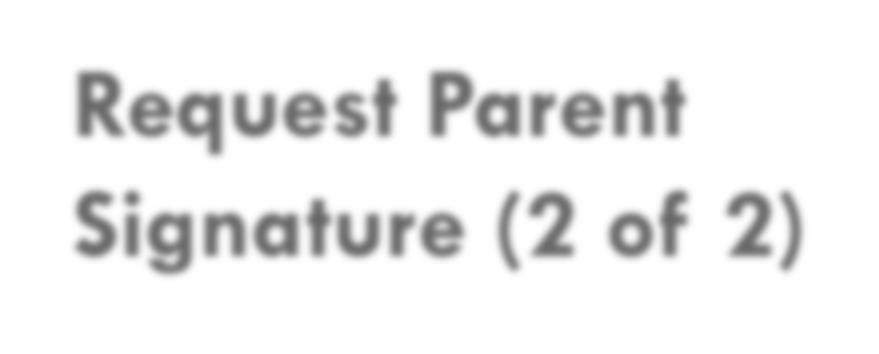 Request Parent
Signature (2 of 2)